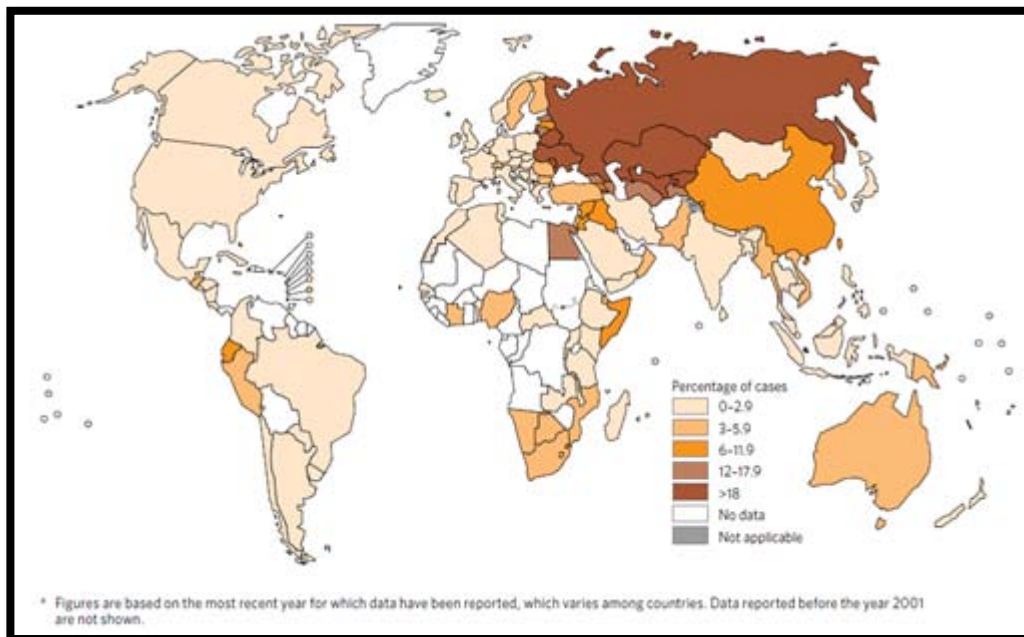 Percentage of cases
0–2.9
3–5.9
6–11.9
12–17.9
>18
No data
Not applicable
* Figures are based on the most recent year for which data have been reported, which varies among countries. Data reported before the year 2001
are not shown.